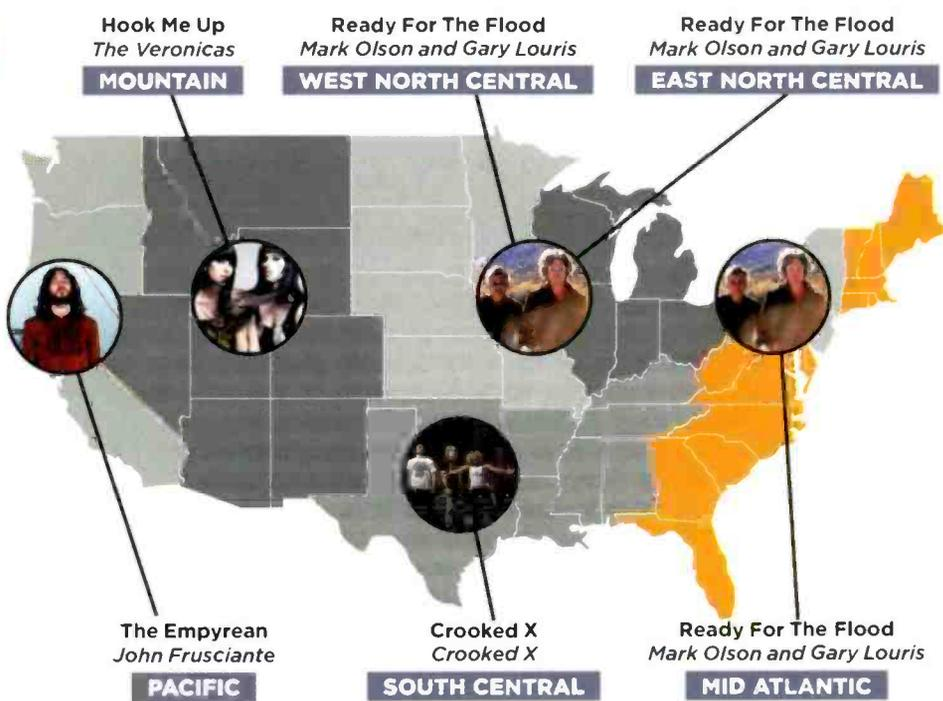 Hook Me Up
The Veronicas
MOUNTAIN
Ready For The Flood
Mark Olson and Gary Louris
WEST NORTH CENTRAL
Ready For The Flood
Mark Olson and Gary Louris
EAST NORTH CENTRAL
The Empyrean
John Frusciante
PACIFIC
Crooked X
Crooked X
SOUTH CENTRAL
Ready For The Flood
Mark Olson and Gary Louris
MID ATLANTIC